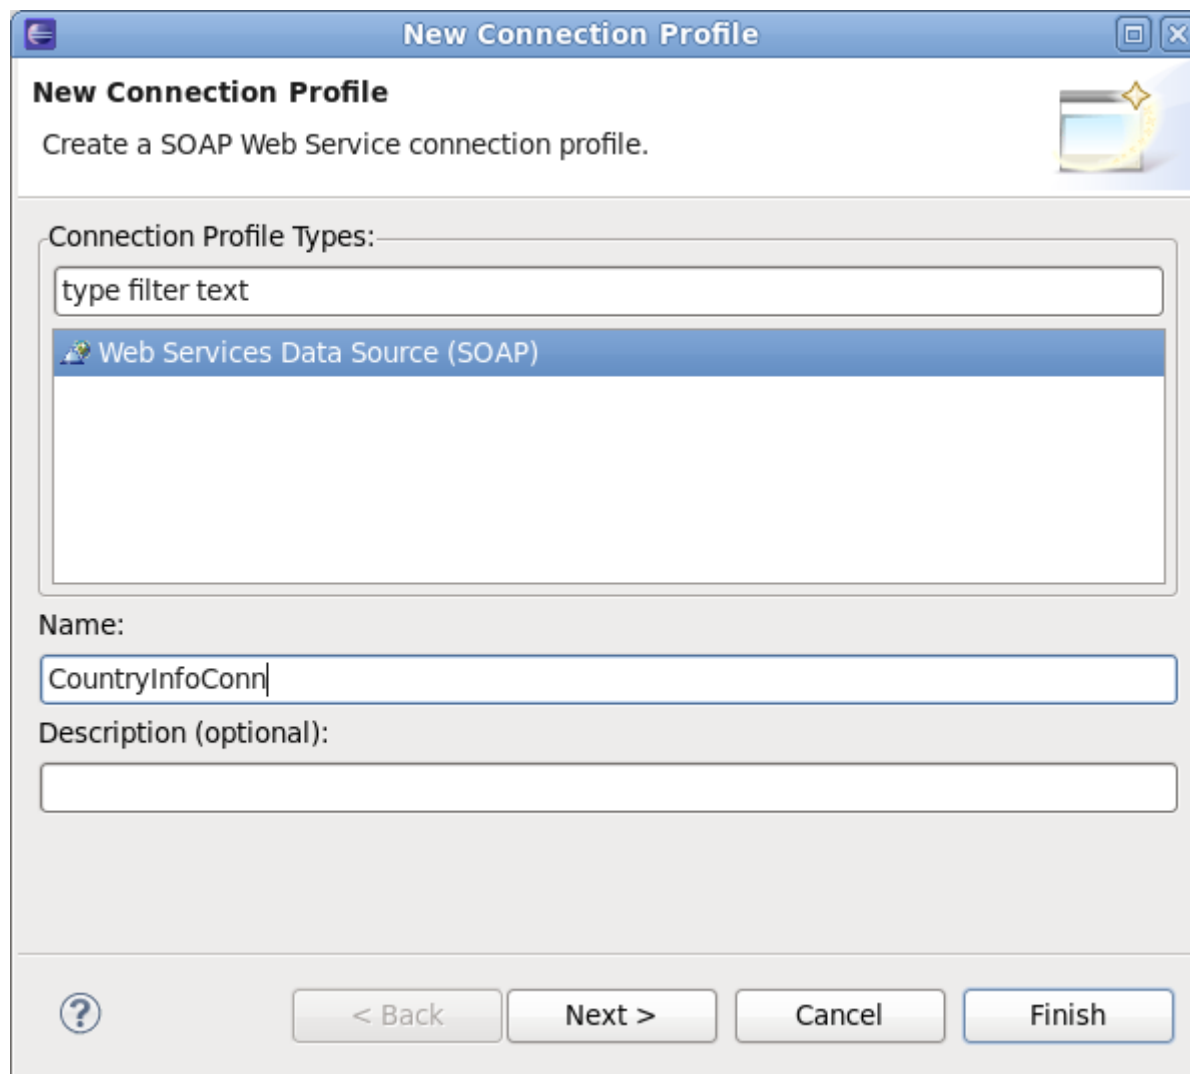 New Connection Profile
New Connection Profile
Create a SOAP Web Service connection profile.
Connection Profile Types:
type filter text
Web Services Data Source (SOAP)
Name:
CountryInfoConn
Description (optional):
?
< Back
Next >
Cancel
Finish